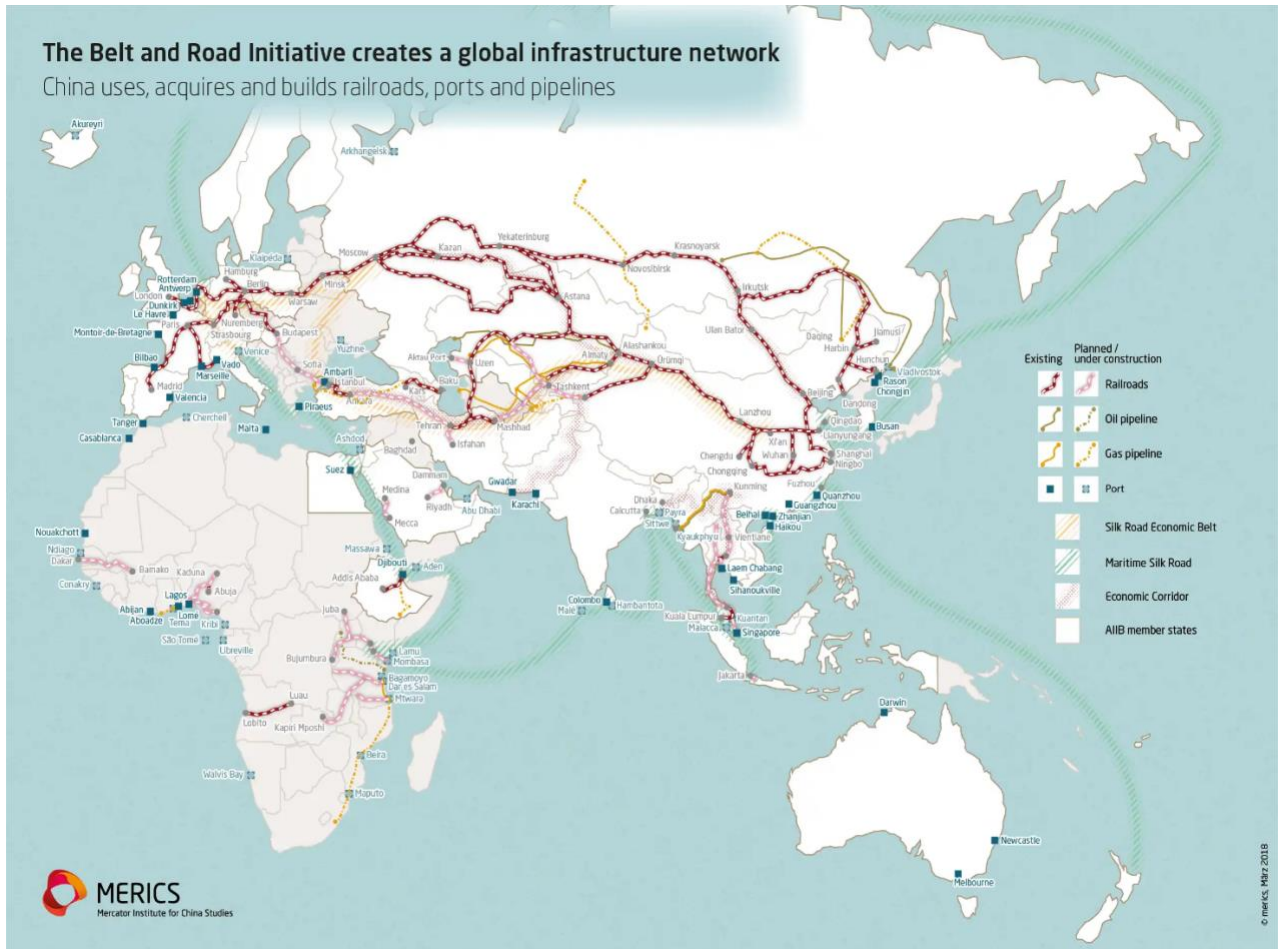 The Belt and Road Initiative creates a global infrastructure network
China uses, acquires and builds railroads, ports and pipelines
Akureyri
Arkhangelsk
Yekaterinburg
Kazan
Krasnoyarsk
Moscow
Novosibirsk
Klaipėda
Hamburg
Rotterdam
Antwerp
Berlin
Minsk
London
Dunkirk
Warsaw
Le Havre
Astana
Irkutsk
Paris
Nuremberg
Strasbourg
Budapest
Montoir-de-Bretagne
Ulan Bator
Daqing
Jiamusi
Harbin
Yuzhne
Venice
Bilbao
Vado
Marseille
Sofia
Ambarli
Istanbul
Aktau Port
Uzen
Almaty
Alashankou
Ürümqi
Hunchun
Vladivostok
Rason
Chongjin
Madrid
Valencia
Ankara
Kars
Baku
Tashkent
Beijing
Dandong
Piraeus
Tanger
Cherchell
Casablanca
Malta
Tehran
Mashhad
Isfahan
Lanzhou
Qingdao
Lianyungang
Busan
Ashdod
Baghdad
Xi'an
Wuhan
Chengdu
Chongqing
Shanghai
Ningbo
Suez
Dammam
Gwadar
Karachi
Medina
Riyadh
Abu Dhabi
Mecca
Kunming
Fuzhou
Quanzhou
Guangzhou
Dhaka
Calcutta
Payra
Sittwe
Kyaukphyu
Beihai
Zhanjian
Haikou
Vientiane
Nouakchott
Ndiago
Dakar
Bamako
Kaduna
Abuja
Conakry
Massawa
Djibouti
Aden
Addis Ababa
Laem Chabang
Sihanoukville
Lagos
Abijan
Aboadze
Tema
Lomé
Kribi
São Tomé
Libreville
Juba
Colombo
Hambantota
Malé
Kuala Lumpur
Kuantan
Malacca
Singapore
Bujumbura
Lamu
Mombasa
Bagamoyo
Dar es Salam
Mtwara
Jakarta
Luau
Lobito
Kapiri Mposhi
Darwin
Walvis Bay
Beira
Maputo
Newcastle
Melbourne
Existing
Planned /
under construction
Railroads
Oil pipeline
Gas pipeline
Port
Silk Road Economic Belt
Maritime Silk Road
Economic Corridor
AIIB member states
MERICS
Mercator Institute for China Studies
© merics, März 2018